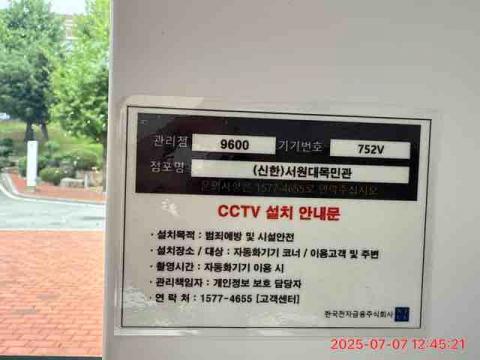 관리점 9600 기기번호 752V
점포명 (신한)서원대목민관
문의사항은 1577-4655로 연락주십시오
CCTV 설치 안내문
· 설치목적 : 범죄예방 및 시설안전
· 설치장소 / 대상 : 자동화기기 코너 / 이용고객 및 주변
· 촬영시간 : 자동화기기 이용 시
· 관리책임자 : 개인정보 보호 담당자
· 연 락 처 : 1577-4655 [고객센터]
한국전자금융주식회사
2025-07-07 12:45:21